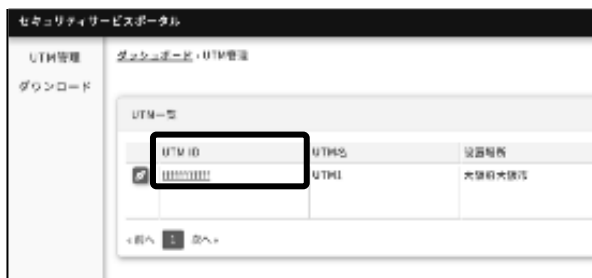 セキュリティサービスポータル
UTM管理
ダウンロード
ダッシュボード › UTM管理
UTM一覧
UTM ID UTM名 設置場所
UTM1 大阪府大阪市
«前へ 1 次へ»